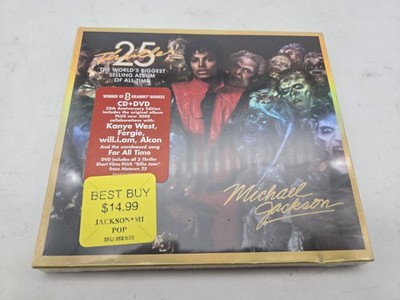 Thriller
25
THE WORLD'S BIGGEST
SELLING ALBUM
OF ALL TIME
WINNER OF 8 GRAMMY® AWARDS
CD+DVD
25th Anniversary Edition
includes the original album
PLUS new 2008
collaborations with:
Kanye West,
Fergie,
will.i.am, Akon
And the unreleased song
For All Time
DVD includes all 3 Thriller
Short Films PLUS "Billie Jean"
from Motown 25
BEST BUY
$14.99
JACKSON*MI
POP
Michael
Jackson